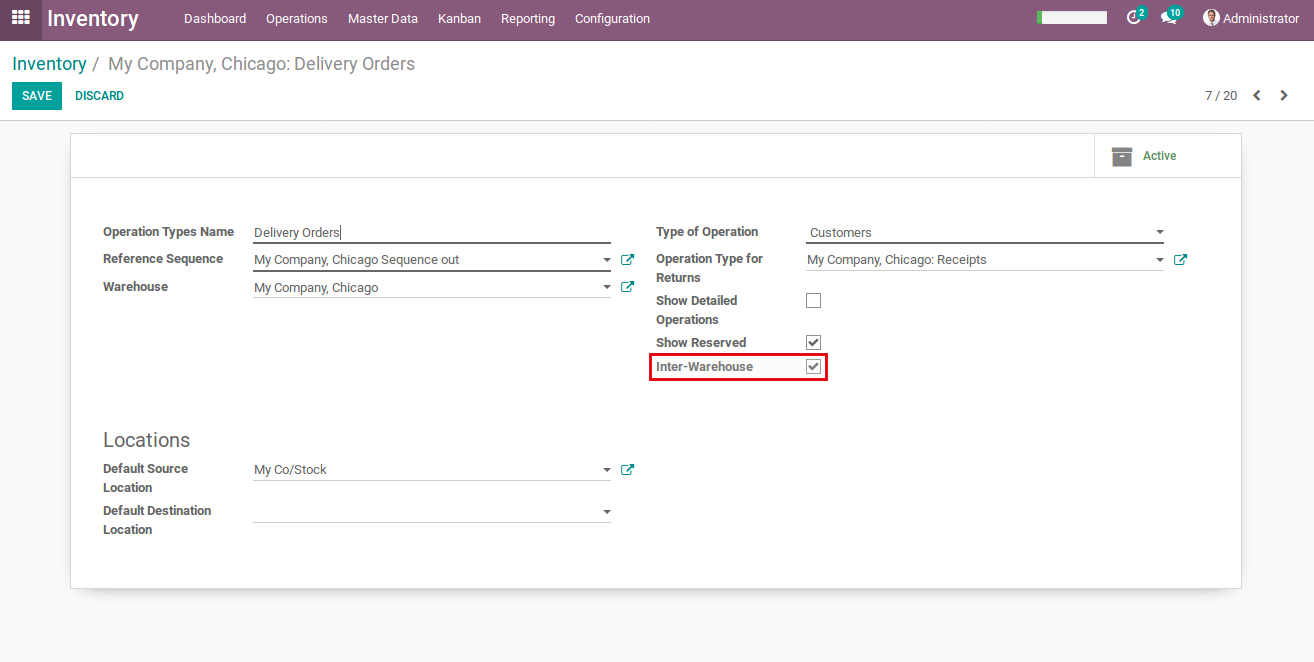 Inventory Dashboard Operations Master Data Kanban Reporting Configuration 2 10 Administrator
Inventory / My Company, Chicago: Delivery Orders
SAVE DISCARD 7 / 20
Active
Operation Types Name Delivery Orders
Reference Sequence My Company, Chicago Sequence out
Warehouse My Company, Chicago
Type of Operation Customers
Operation Type for My Company, Chicago: Receipts
Returns
Show Detailed
Operations
Show Reserved
Inter-Warehouse
Locations
Default Source My Co/Stock
Location
Default Destination
Location